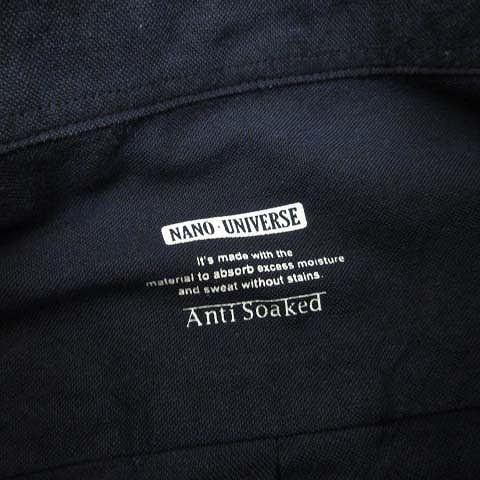 NANO·UNIVERSE
It's made with the
material to absorb excess moisture
and sweat without stains.
Anti Soaked